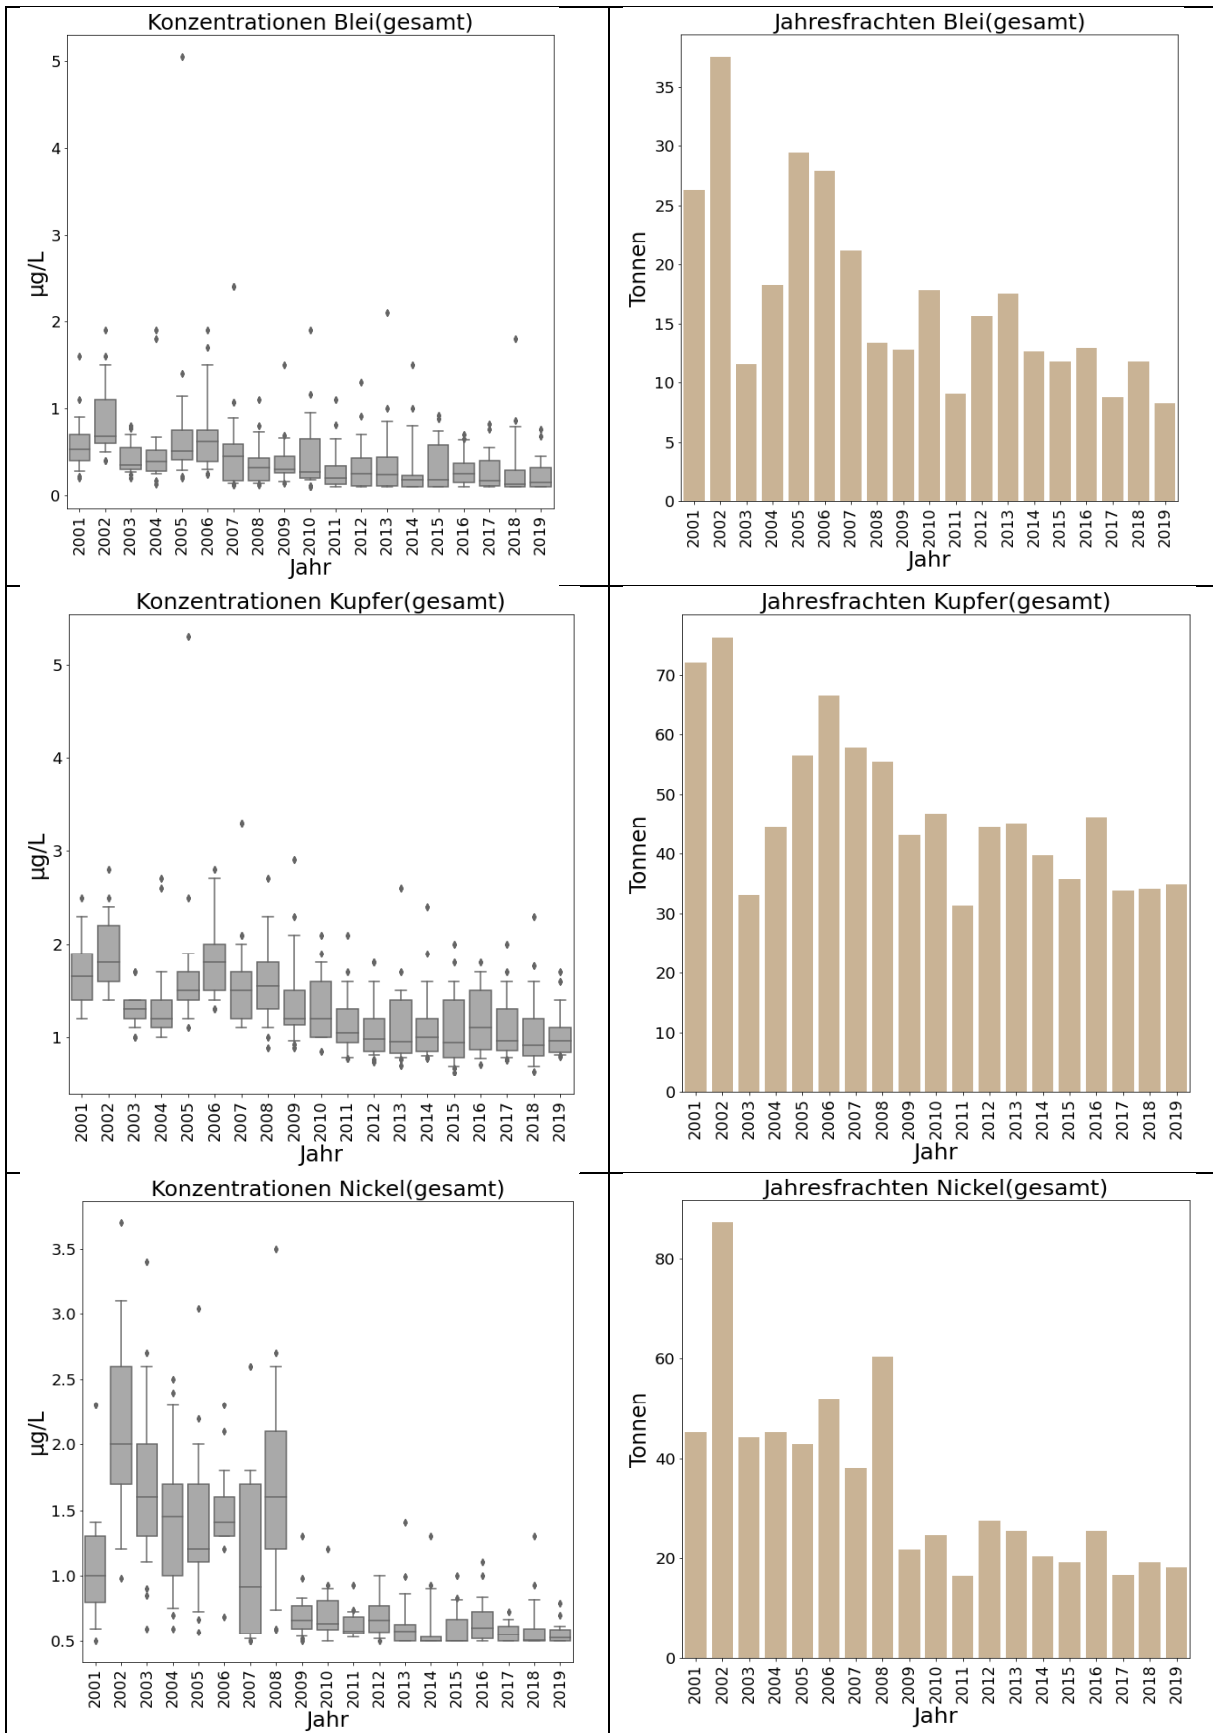 Konzentrationen Blei(gesamt)
5
4
3
2
1
0
µg/L
2001 2002 2003 2004 2005 2006 2007 2008 2009 2010 2011 2012 2013 2014 2015 2016 2017 2018 2019
Jahr
Jahresfrachten Blei(gesamt)
35
30
25
20
15
10
5
0
Tonnen
2001 2002 2003 2004 2005 2006 2007 2008 2009 2010 2011 2012 2013 2014 2015 2016 2017 2018 2019
Jahr
Konzentrationen Kupfer(gesamt)
5
4
3
2
1
µg/L
2001 2002 2003 2004 2005 2006 2007 2008 2009 2010 2011 2012 2013 2014 2015 2016 2017 2018 2019
Jahr
Jahresfrachten Kupfer(gesamt)
70
60
50
40
30
20
10
0
Tonnen
2001 2002 2003 2004 2005 2006 2007 2008 2009 2010 2011 2012 2013 2014 2015 2016 2017 2018 2019
Jahr
Konzentrationen Nickel(gesamt)
3.5
3.0
2.5
2.0
1.5
1.0
0.5
µg/L
2001 2002 2003 2004 2005 2006 2007 2008 2009 2010 2011 2012 2013 2014 2015 2016 2017 2018 2019
Jahr
Jahresfrachten Nickel(gesamt)
80
60
40
20
0
Tonnen
2001 2002 2003 2004 2005 2006 2007 2008 2009 2010 2011 2012 2013 2014 2015 2016 2017 2018 2019
Jahr